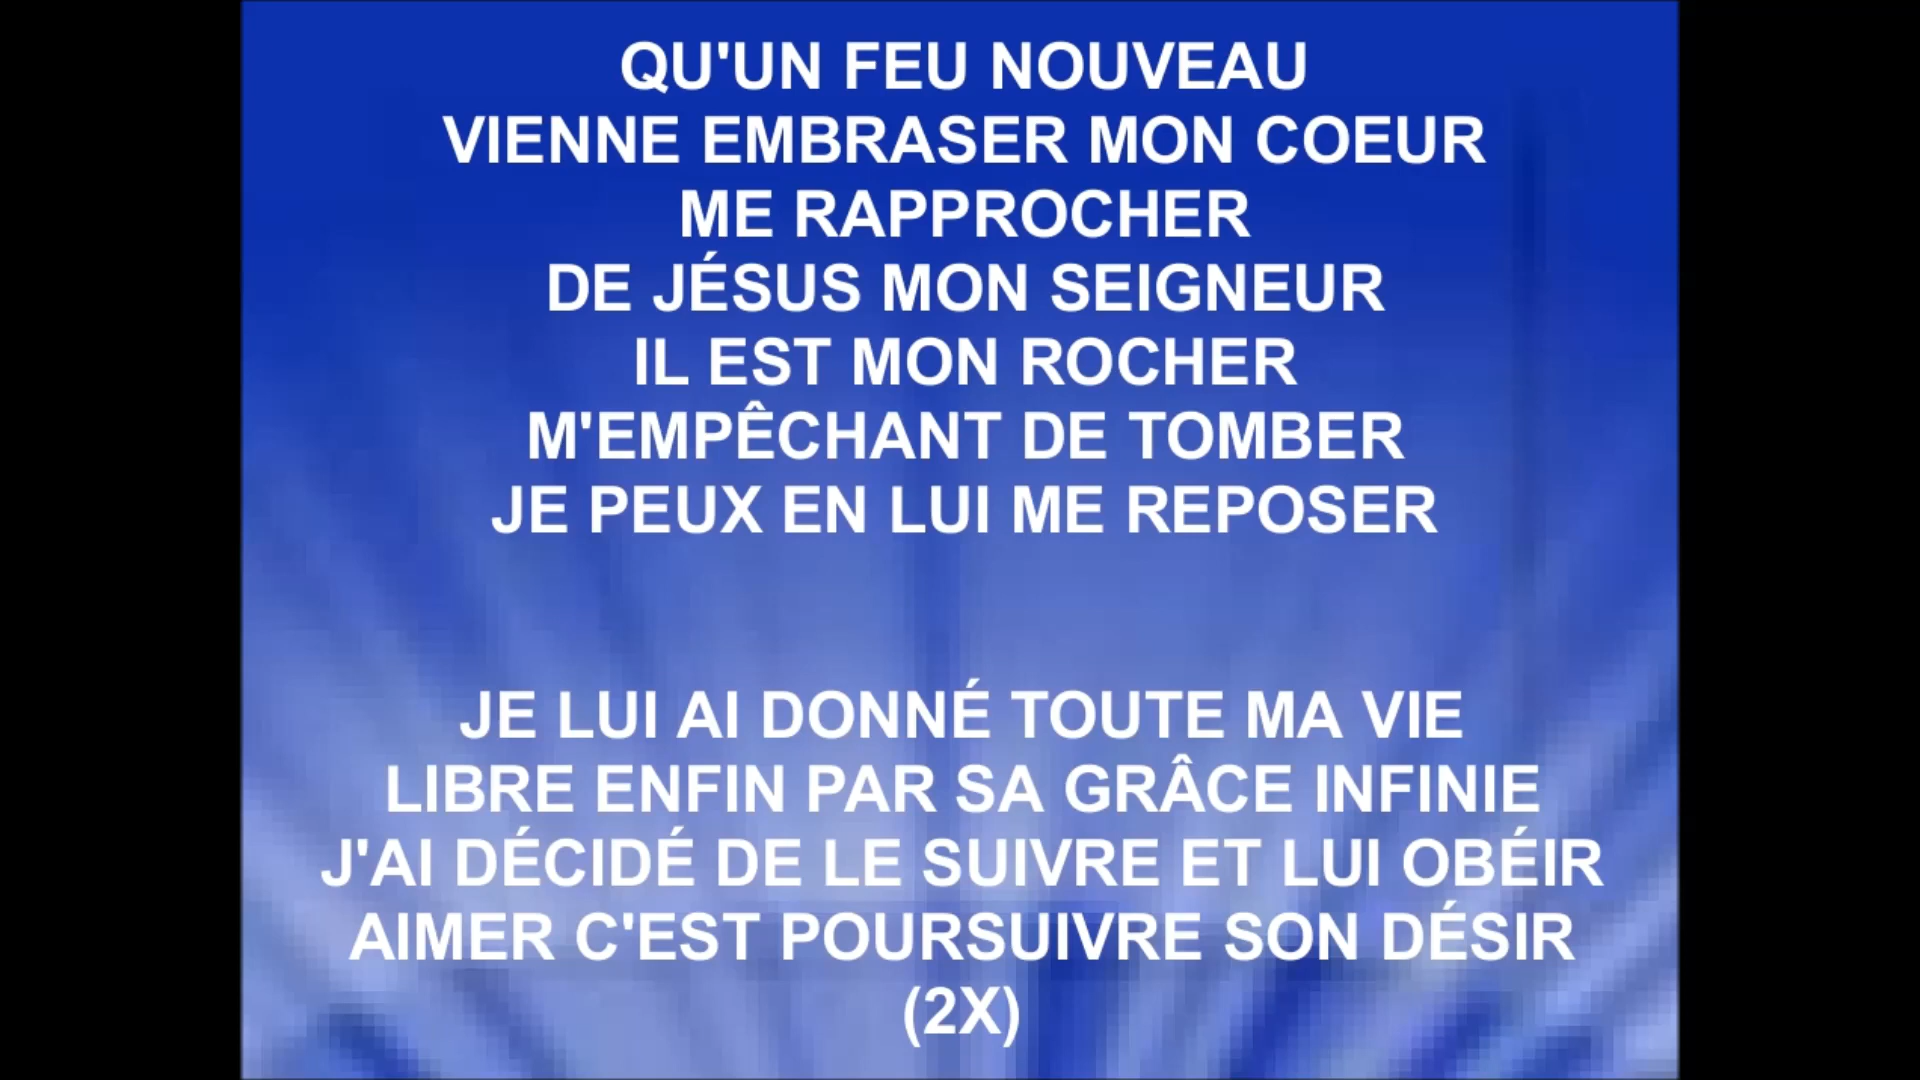 QU'UN FEU NOUVEAU
VIENNE EMBRASER MON COEUR
ME RAPPROCHER
DE JÉSUS MON SEIGNEUR
IL EST MON ROCHER
M'EMPÊCHANT DE TOMBER
JE PEUX EN LUI ME REPOSER
JE LUI AI DONNÉ TOUTE MA VIE
LIBRE ENFIN PAR SA GRÂCE INFINIE
J'AI DÉCIDÉ DE LE SUIVRE ET LUI OBÉIR
AIMER C'EST POURSUIVRE SON DÉSIR
(2X)